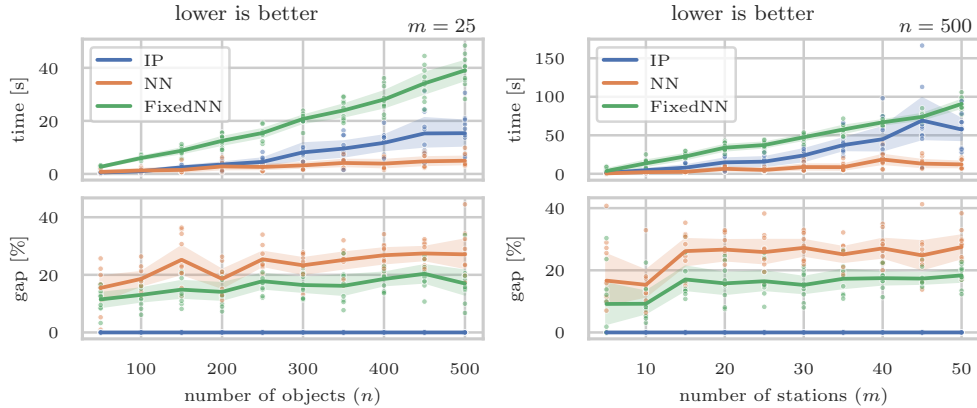 lower is better
m = 25
time [s]
40
20
0
IP
NN
FixedNN
gap [%]
40
20
0
100
200
300
400
500
number of objects (n)
lower is better
n = 500
time [s]
150
100
50
0
IP
NN
FixedNN
gap [%]
40
20
0
10
20
30
40
50
number of stations (m)